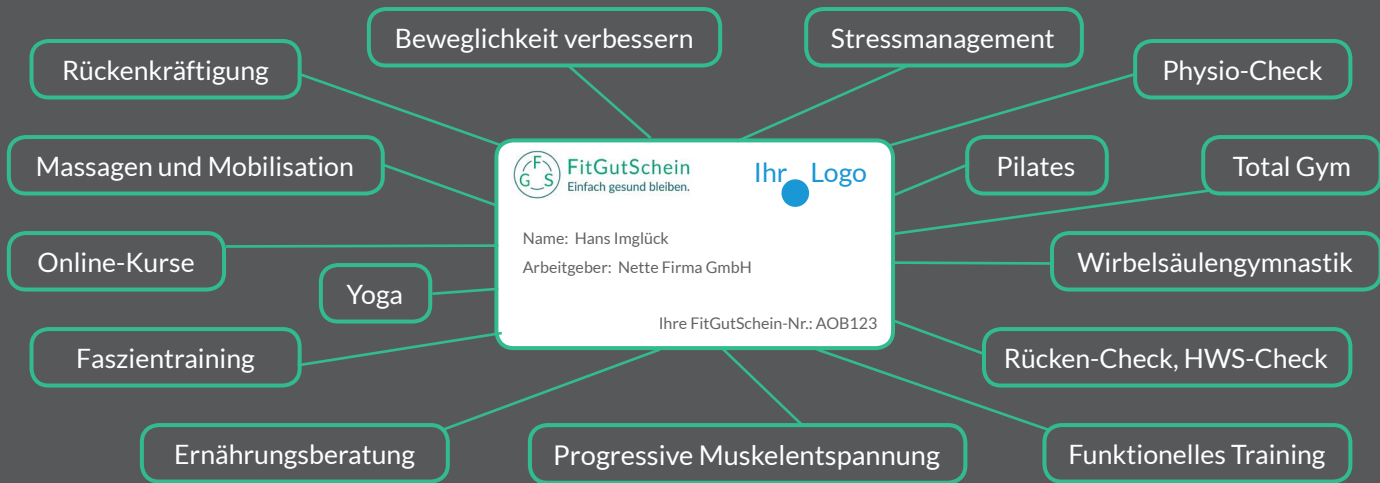 Beweglichkeit verbessern
Stressmanagement
Rückenkräftigung
Physio-Check
Massagen und Mobilisation
F
G S
FitGutSchein
Einfach gesund bleiben.
Ihr Logo
Pilates
Total Gym
Name: Hans Imglück
Arbeitgeber: Nette Firma GmbH
Ihre FitGutSchein-Nr.: AOB123
Online-Kurse
Yoga
Wirbelsäulengymnastik
Faszientraining
Rücken-Check, HWS-Check
Ernährungsberatung
Progressive Muskelentspannung
Funktionelles Training